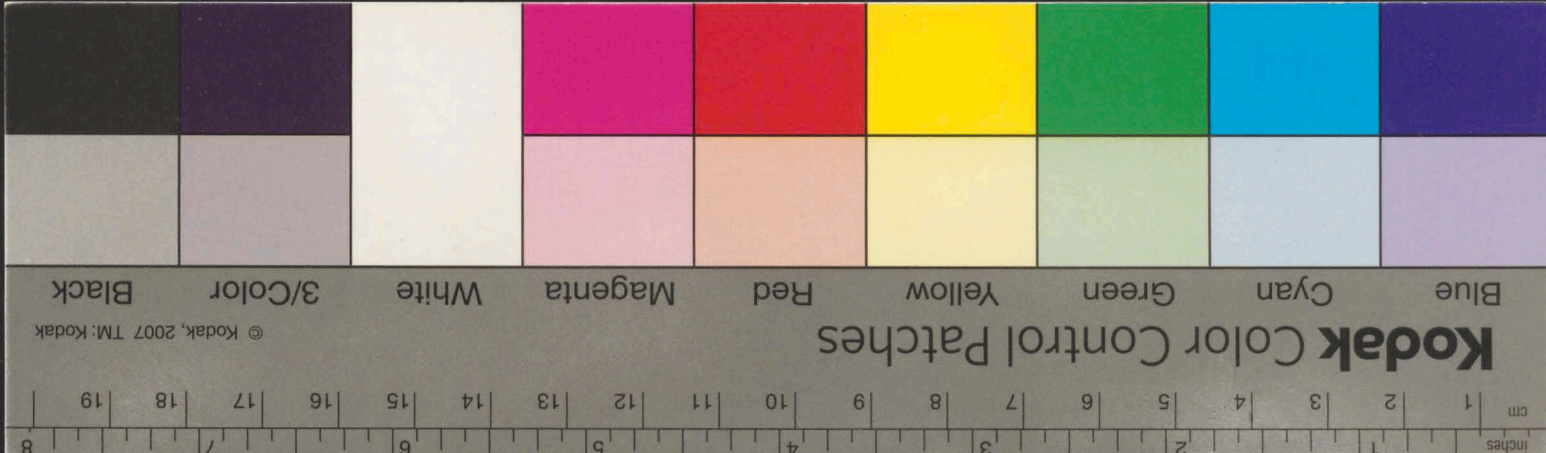 inches 1 2 3 4 5 6 7 8
cm 1 2 3 4 5 6 7 8 9 10 11 12 13 14 15 16 17 18 19
Kodak Color Control Patches
© Kodak, 2007 TM: Kodak
Blue Cyan Green Yellow Red Magenta White 3/Color Black